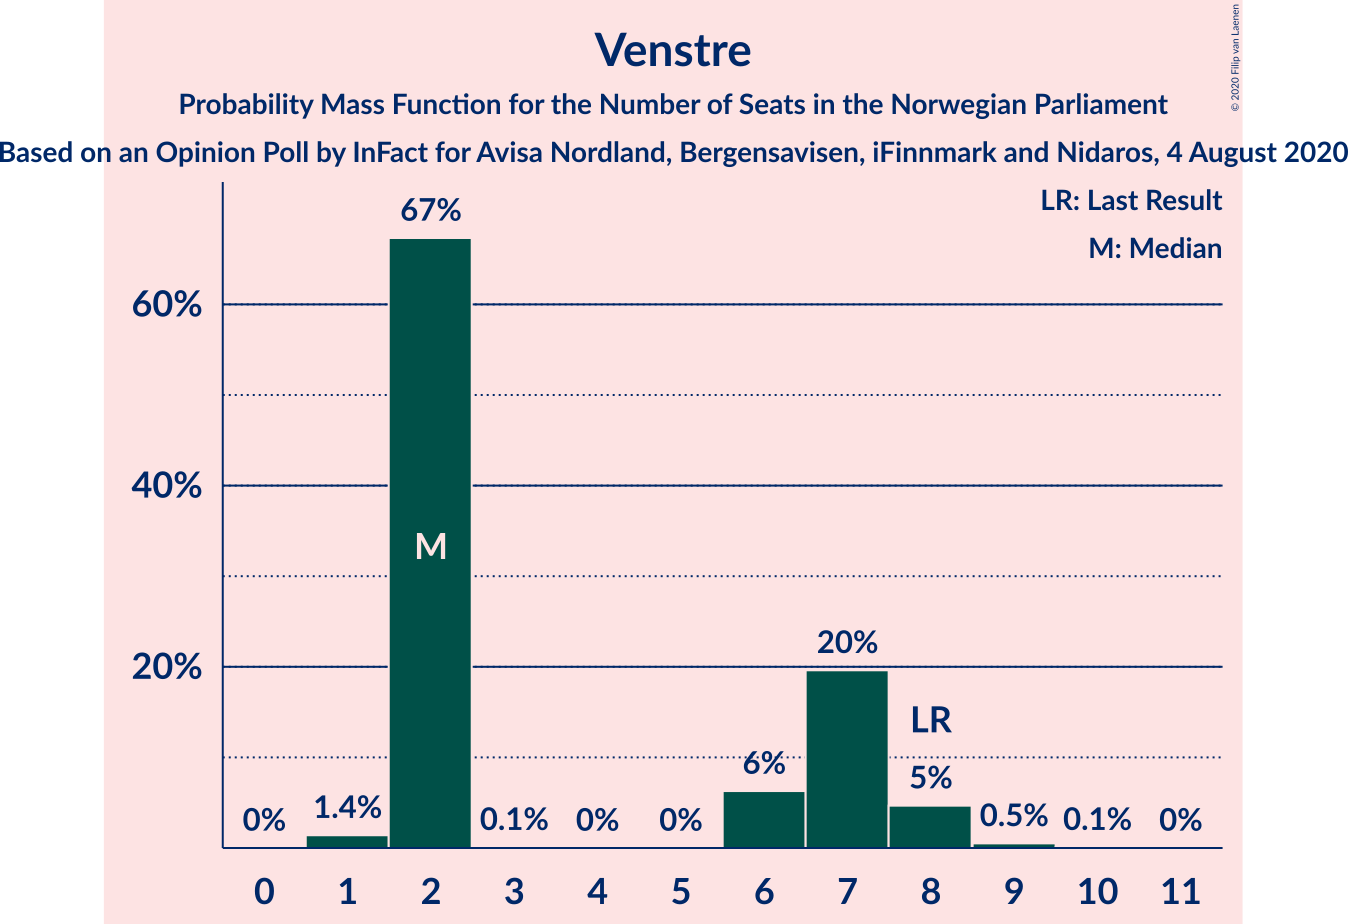 Venstre
Probability Mass Function for the Number of Seats in the Norwegian Parliament
Based on an Opinion Poll by InFact for Avisa Nordland, Bergensavisen, iFinnmark and Nidaros, 4 August 2020
© 2020 Filip van Laenen
LR: Last Result
M: Median
67%
60%
40%
M
20%
20%
LR
6%
5%
0%
1.4%
0.1%
0%
0%
0.5%
0.1%
0%
0 1 2 3 4 5 6 7 8 9 10 11